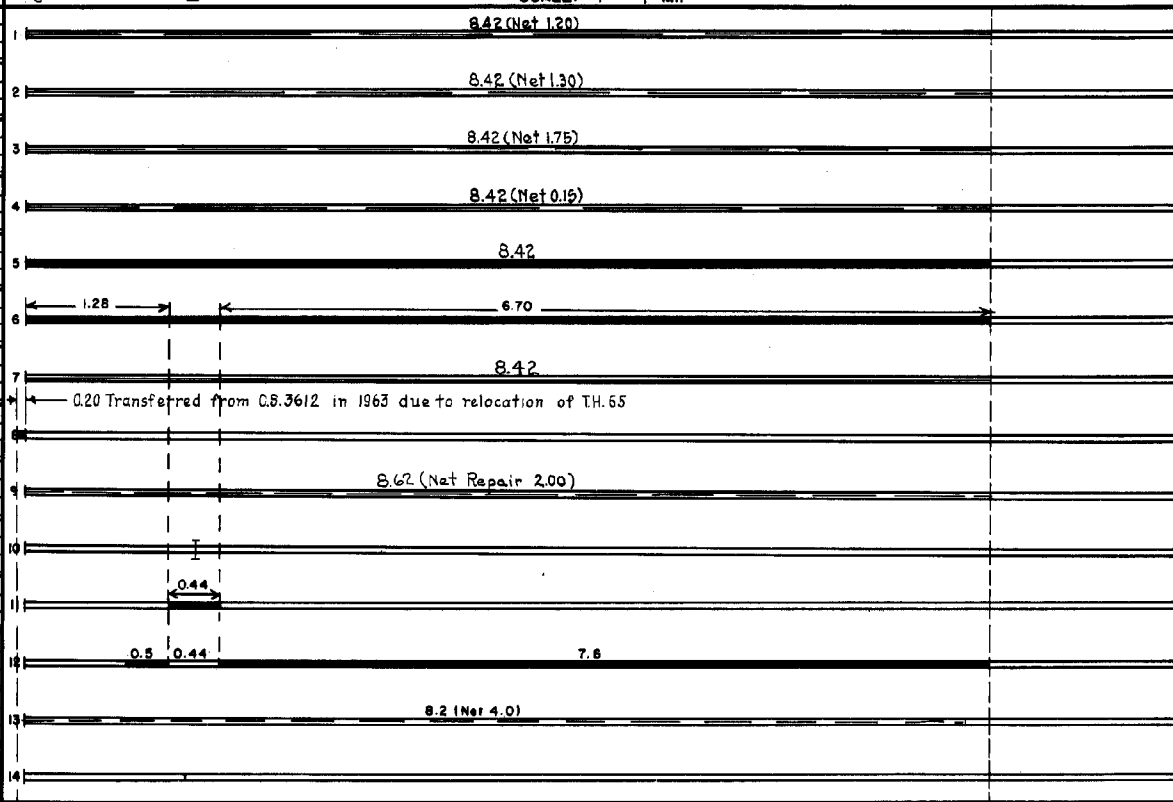 1 8.42 (Net 1.20)
2 8.42 (Net 1.30)
3 8.42 (Net 1.75)
4 8.42 (Net 0.15)
5 8.42
6 1.28 6.70
7 8.42
0.20 Transferred from C.S. 3612 in 1963 due to relocation of T.H. 65
8.62 (Net Repair 2.00)
10
0.44
11
12 0.5 0.44 7.6
13 8.2 (Net 4.0)
14